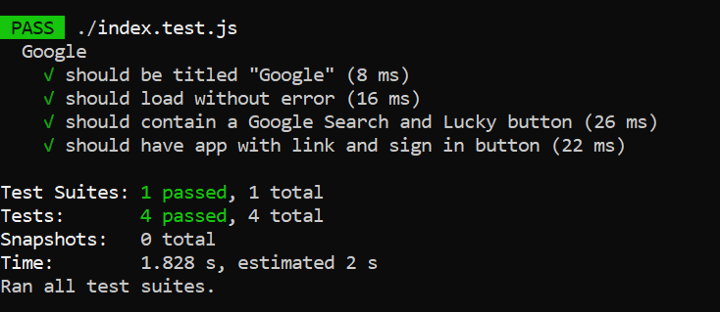 PASS ./index.test.js
Google
√ should be titled "Google" (8 ms)
√ should load without error (16 ms)
√ should contain a Google Search and Lucky button (26 ms)
√ should have app with link and sign in button (22 ms)
Test Suites: 1 passed, 1 total
Tests: 4 passed, 4 total
Snapshots: 0 total
Time: 1.828 s, estimated 2 s
Ran all test suites.